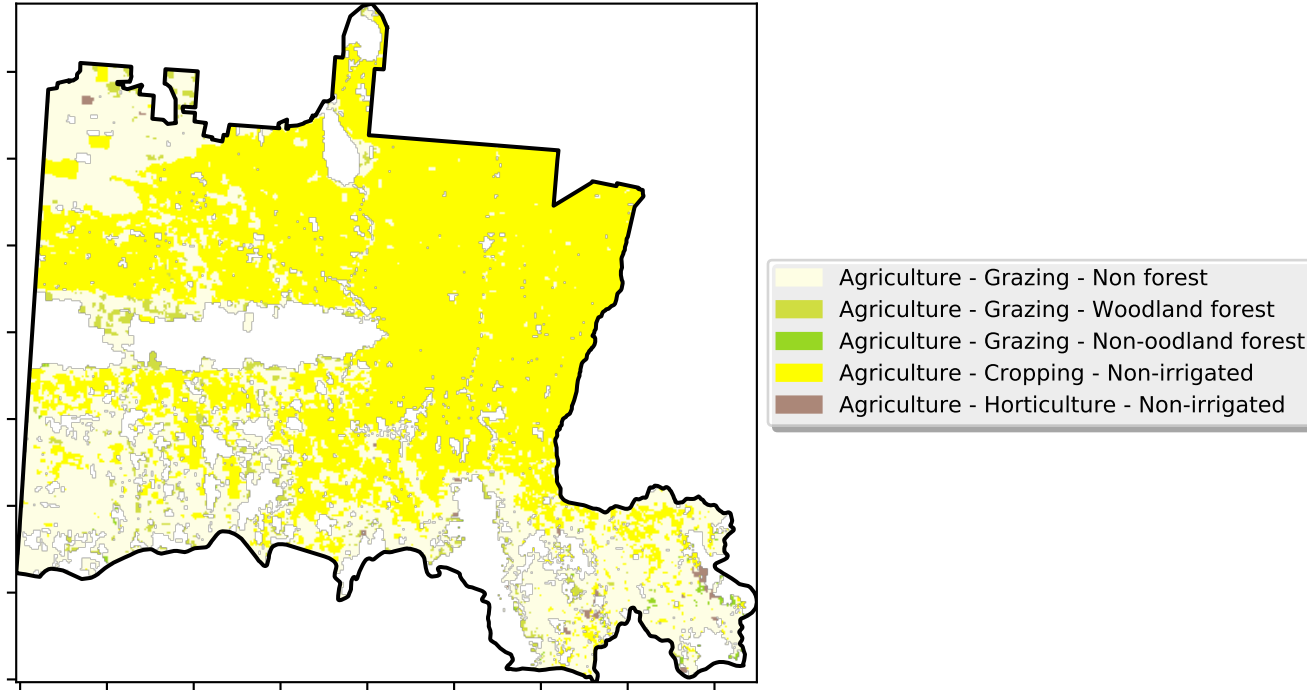 Agriculture - Grazing - Non forest
Agriculture - Grazing - Woodland forest
Agriculture - Grazing - Non-oodland forest
Agriculture - Cropping - Non-irrigated
Agriculture - Horticulture - Non-irrigated